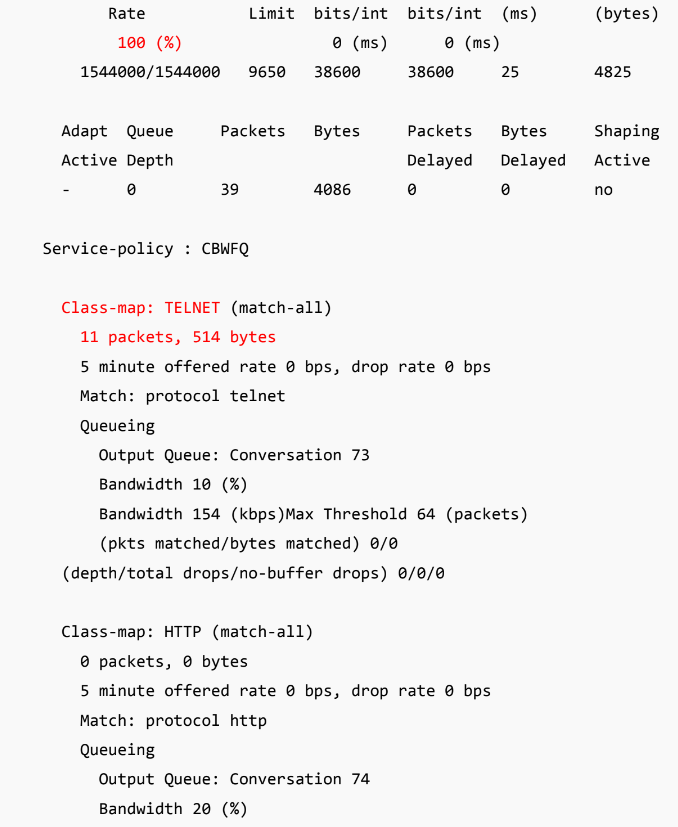 Rate Limit bits/int bits/int (ms) (bytes)
100 (%) 0 (ms) 0 (ms)
1544000/1544000 9650 38600 38600 25 4825
Adapt Queue Packets Bytes Packets Bytes Shaping
Active Depth Delayed Delayed Active
- 0 39 4086 0 0 no
Service-policy : CBWFQ
Class-map: TELNET (match-all)
11 packets, 514 bytes
5 minute offered rate 0 bps, drop rate 0 bps
Match: protocol telnet
Queueing
Output Queue: Conversation 73
Bandwidth 10 (%)
Bandwidth 154 (kbps)Max Threshold 64 (packets)
(pkts matched/bytes matched) 0/0
(depth/total drops/no-buffer drops) 0/0/0
Class-map: HTTP (match-all)
0 packets, 0 bytes
5 minute offered rate 0 bps, drop rate 0 bps
Match: protocol http
Queueing
Output Queue: Conversation 74
Bandwidth 20 (%)